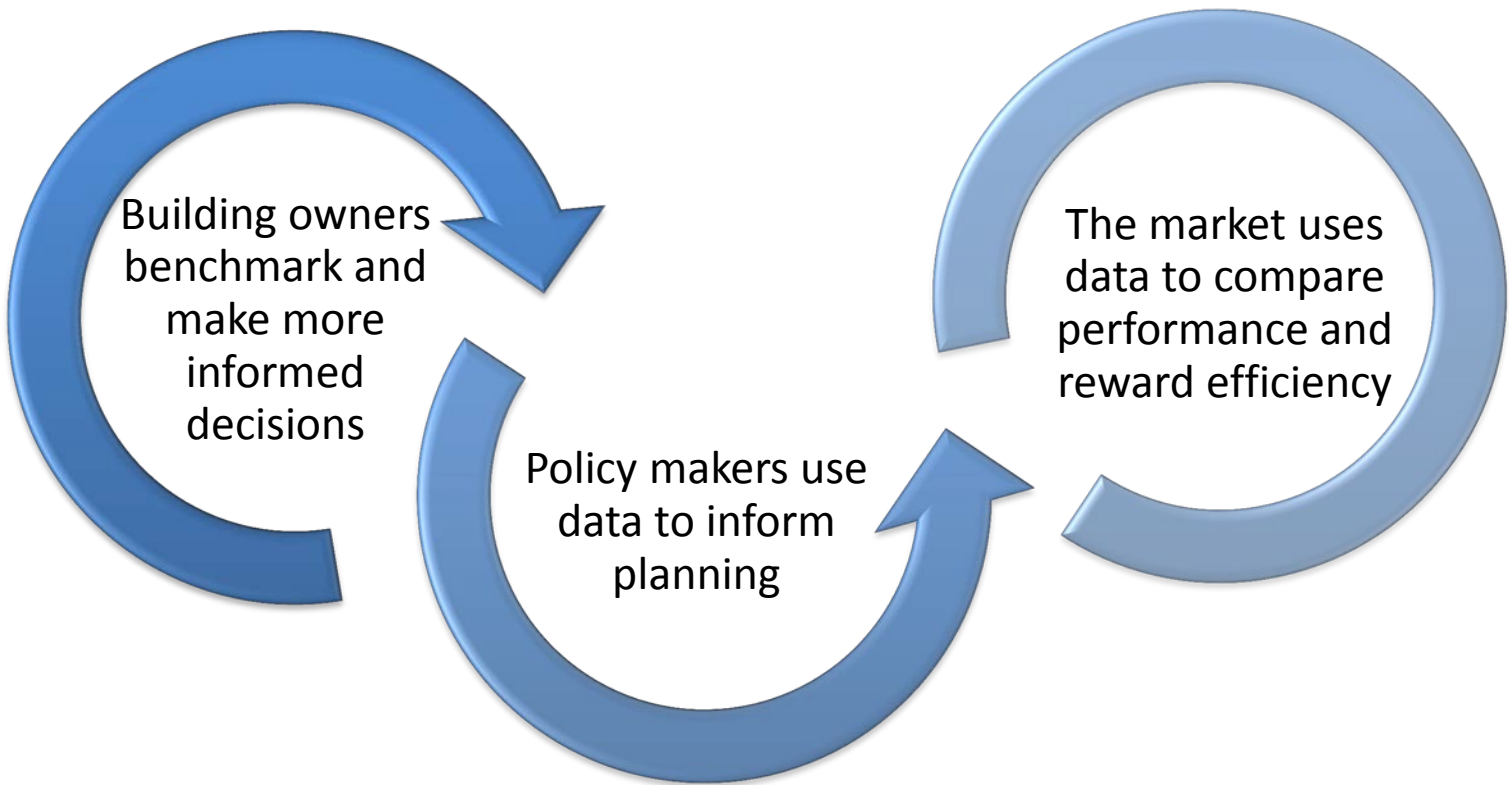 Building owners
benchmark and
make more
informed
decisions
Policy makers use
data to inform
planning
The market uses
data to compare
performance and
reward efficiency